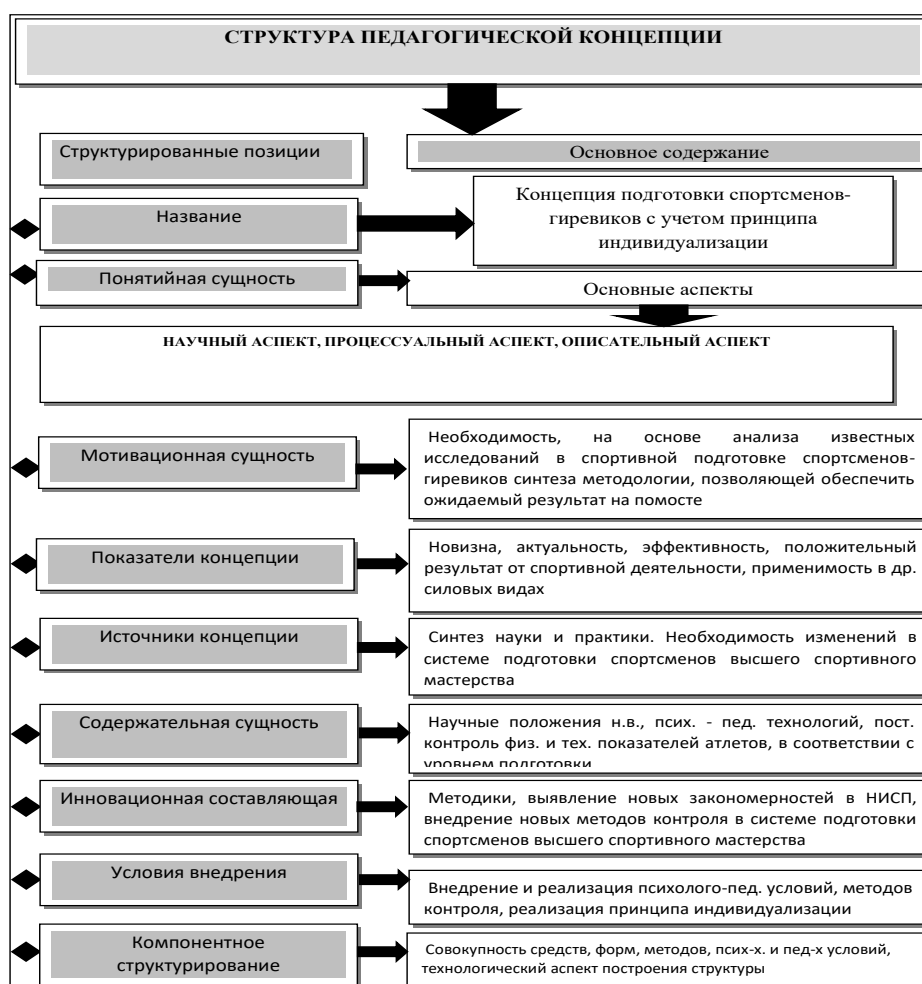 СТРУКТУРА ПЕДАГОГИЧЕСКОЙ КОНЦЕПЦИИ
Структурированные позиции
Основное содержание
Название
Концепция подготовки спортсменов-
гиревиков с учетом принципа
индивидуализации
Понятийная сущность
Основные аспекты
НАУЧНЫЙ АСПЕКТ, ПРОЦЕССУАЛЬНЫЙ АСПЕКТ, ОПИСАТЕЛЬНЫЙ АСПЕКТ
Мотивационная сущность
Необходимость, на основе анализа известных
исследований в спортивной подготовке спортсменов-
гиревиков синтеза методологии, позволяющей обеспечить
ожидаемый результат на помосте
Показатели концепции
Новизна, актуальность, эффективность, положительный
результат от спортивной деятельности, применимость в др.
силовых видах
Источники концепции
Синтез науки и практики. Необходимость изменений в
системе подготовки спортсменов высшего спортивного
мастерства
Содержательная сущность
Научные положения н.в., псих. - пед. технологий, пост.
контроль физ. и тех. показателей атлетов, в соответствии с
уровнем подготовки
Инновационная составляющая
Методики, выявление новых закономерностей в НИСП,
внедрение новых методов контроля в системе подготовки
спортсменов высшего спортивного мастерства
Условия внедрения
Внедрение и реализация психолого-пед. условий, методов
контроля, реализация принципа индивидуализации
Компонентное
структурирование
Совокупность средств, форм, методов, псих-х. и пед-х условий,
технологический аспект построения структуры